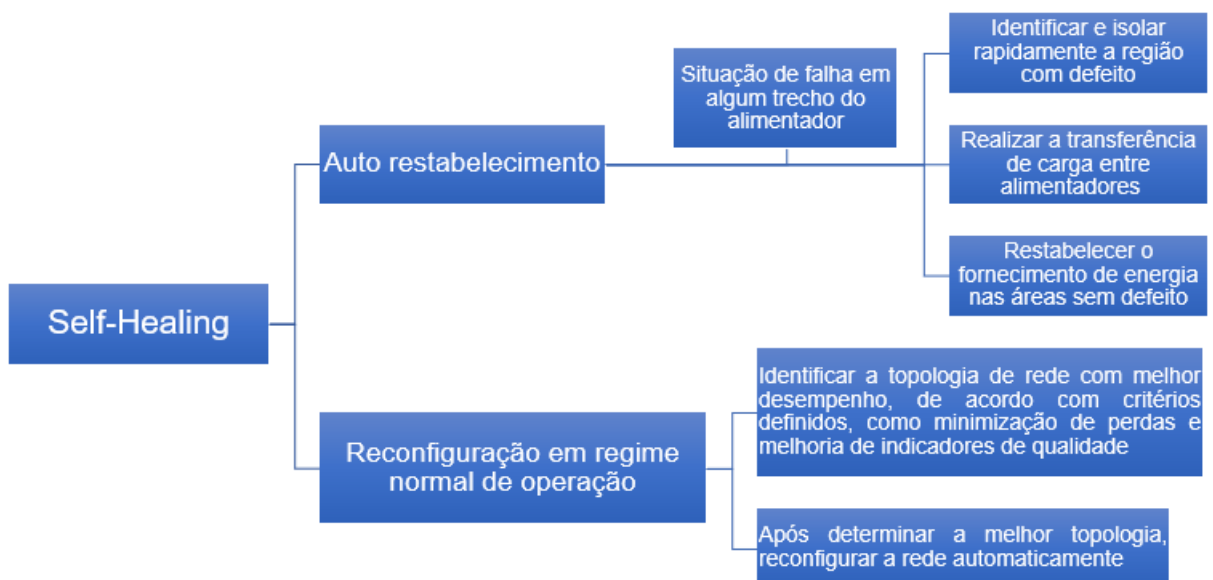 Self-Healing
Auto restabelecimento
Situação de falha em
algum trecho do
alimentador
Identificar e isolar
rapidamente a região
com defeito
Realizar a transferência
de carga entre
alimentadores
Restabelecer o
fornecimento de energia
nas áreas sem defeito
Reconfiguração em regime
normal de operação
Identificar a topologia de rede com melhor
desempenho, de acordo com critérios
definidos, como minimização de perdas e
melhoria de indicadores de qualidade
Após determinar a melhor topologia,
reconfigurar a rede automaticamente